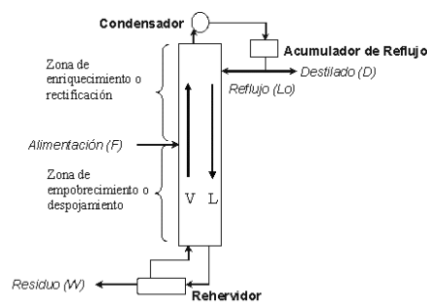 Condensador
Zona de
enriquecimiento o
rectificación
Acumulador de Reflujo
Destilado (D)
Reflujo (Lo)
Alimentación (F)
Zona de
empobrecimiento o
despojamiento
V L
Residuo (W)
Rehervidor